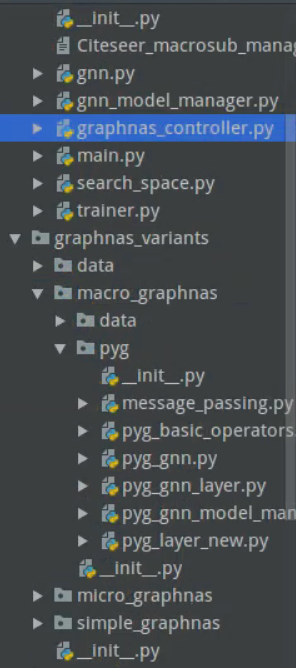 __init__.py
Citeseer_macrosub_mana
gnn.py
gnn_model_manager.py
graphnas_controller.py
main.py
search_space.py
trainer.py
graphnas_variants
data
macro_graphnas
data
pyg
__init__.py
message_passing.py
pyg_basic_operators.
pyg_gnn.py
pyg_gnn_layer.py
pyg_gnn_model_man
pyg_layer_new.py
__init__.py
micro_graphnas
simple_graphnas
__init__.py